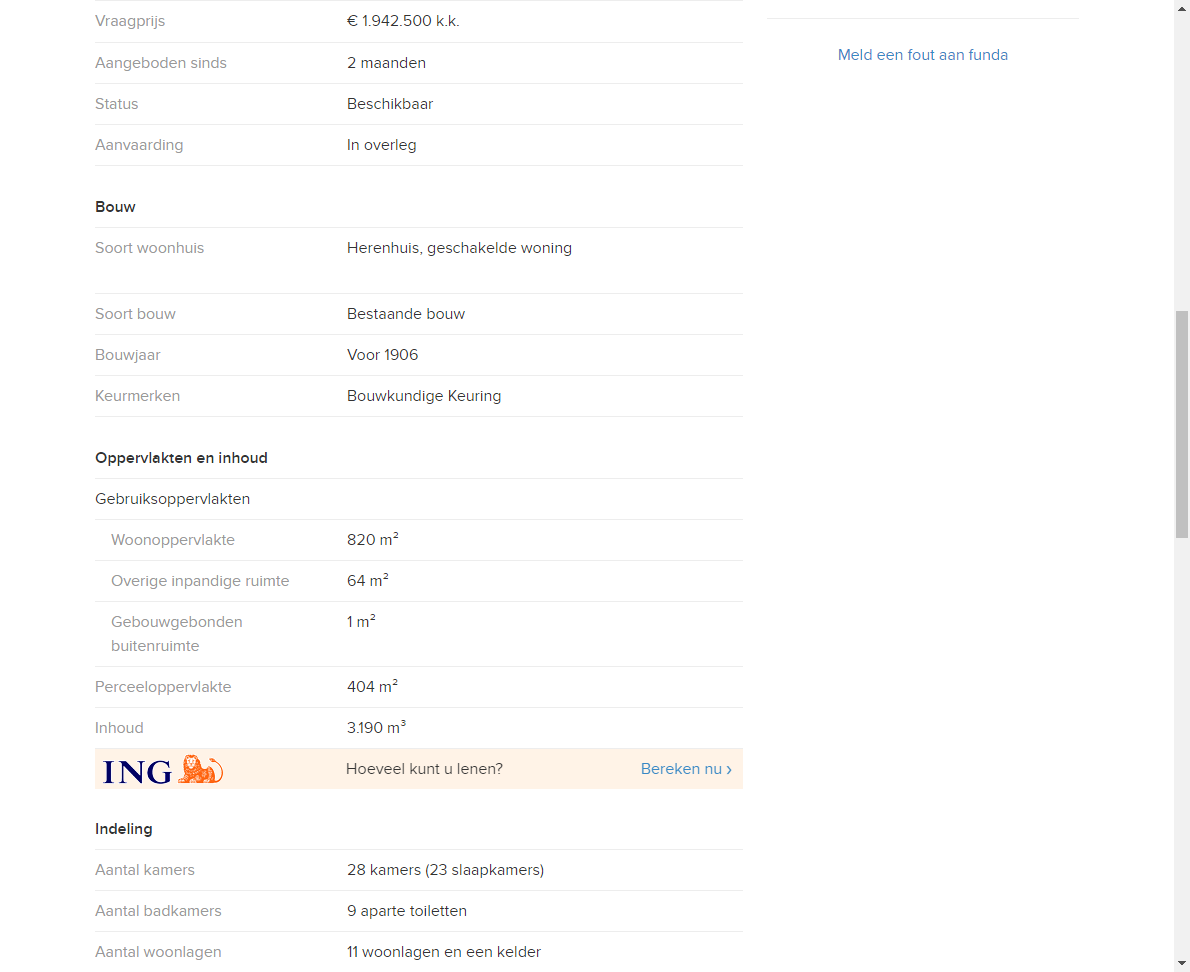 Vraagprijs € 1.942.500 k.k.
Meld een fout aan funda
Aangeboden sinds 2 maanden
Status Beschikbaar
Aanvaarding In overleg
Bouw
Soort woonhuis Herenhuis, geschakelde woning
Soort bouw Bestaande bouw
Bouwjaar Voor 1906
Keurmerken Bouwkundige Keuring
Oppervlakten en inhoud
Gebruiksoppervlakten
Woonoppervlakte 820 m²
Overige inpandige ruimte 64 m²
Gebouwgebonden 1 m²
buitenruimte
Perceeloppervlakte 404 m²
Inhoud 3.190 m³
ING Hoeveel kunt u lenen? Bereken nu ›
Indeling
Aantal kamers 28 kamers (23 slaapkamers)
Aantal badkamers 9 aparte toiletten
Aantal woonlagen 11 woonlagen en een kelder